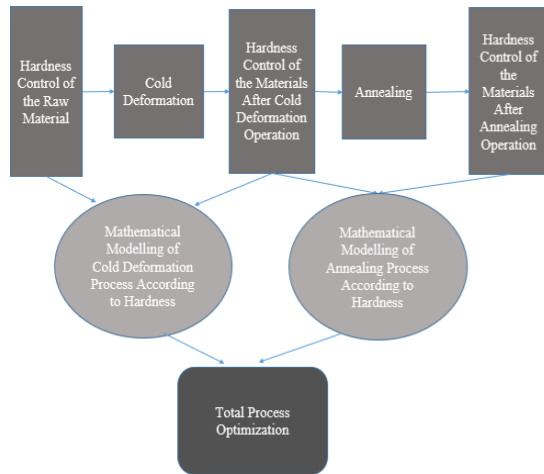 Hardness
Control of
the Raw
Material
Cold
Deformation
Hardness
Control of
the Materials
After Cold
Deformation
Operation
Annealing
Hardness
Control of
the
Materials
After
Annealing
Operation
Mathematical
Modelling of
Cold Deformation
Process According
to Hardness
Mathematical
Modelling of
Annealing Process
According to
Hardness
Total Process
Optimization